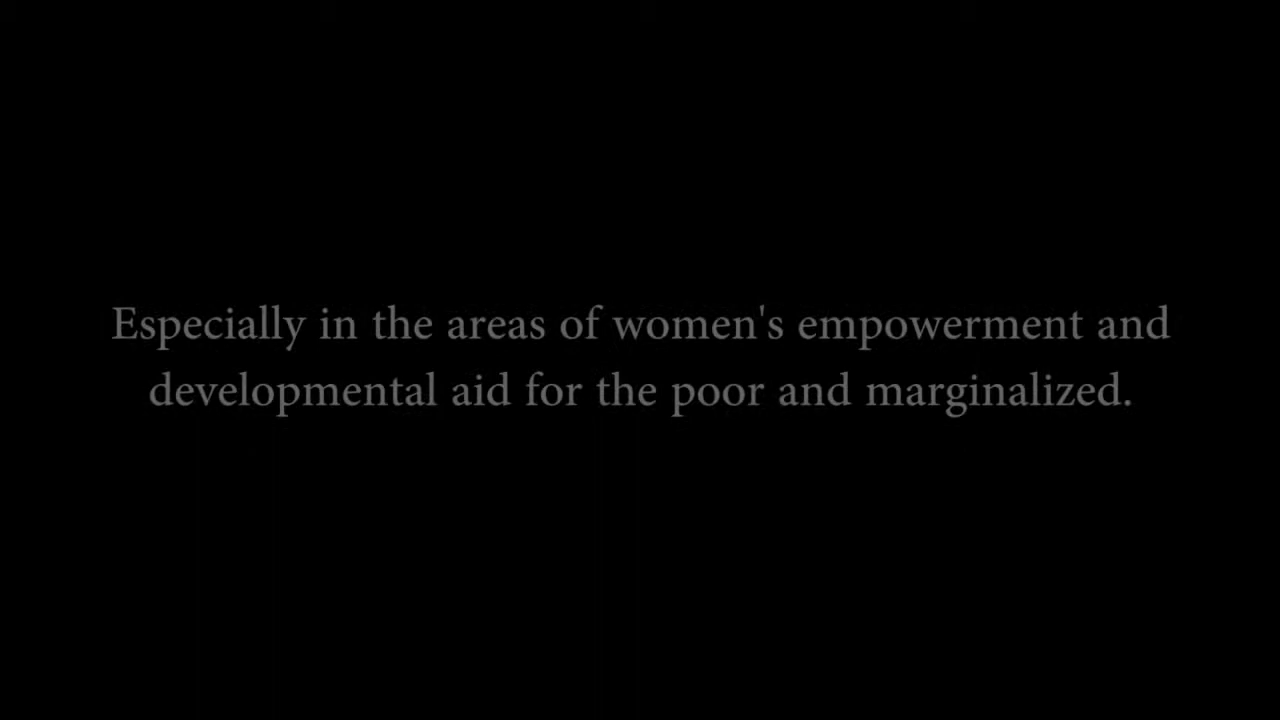 Especially in the areas of women's empowerment and
developmental aid for the poor and marginalized.